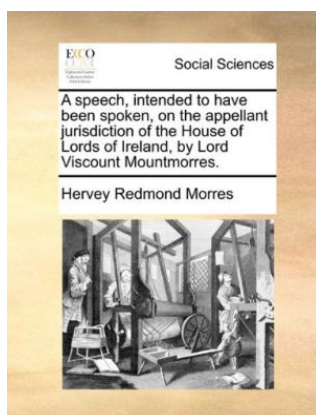 ECCO
Social Sciences
A speech, intended to have
been spoken, on the appellant
jurisdiction of the House of
Lords of Ireland, by Lord
Viscount Mountmorres.
Hervey Redmond Morres